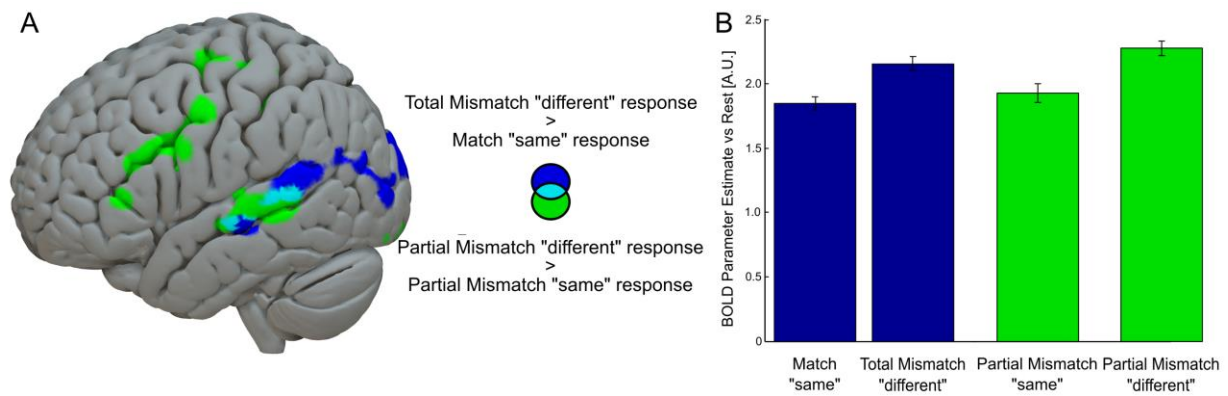 A
Total Mismatch "different" response
>
Match "same" response
Partial Mismatch "different" response
>
Partial Mismatch "same" response
B
BOLD Parameter Estimate vs Rest [A.U.]
2.5
2.0
1.5
1.0
0.5
0
Match
"same"
Total Mismatch
"different"
Partial Mismatch
"same"
Partial Mismatch
"different"